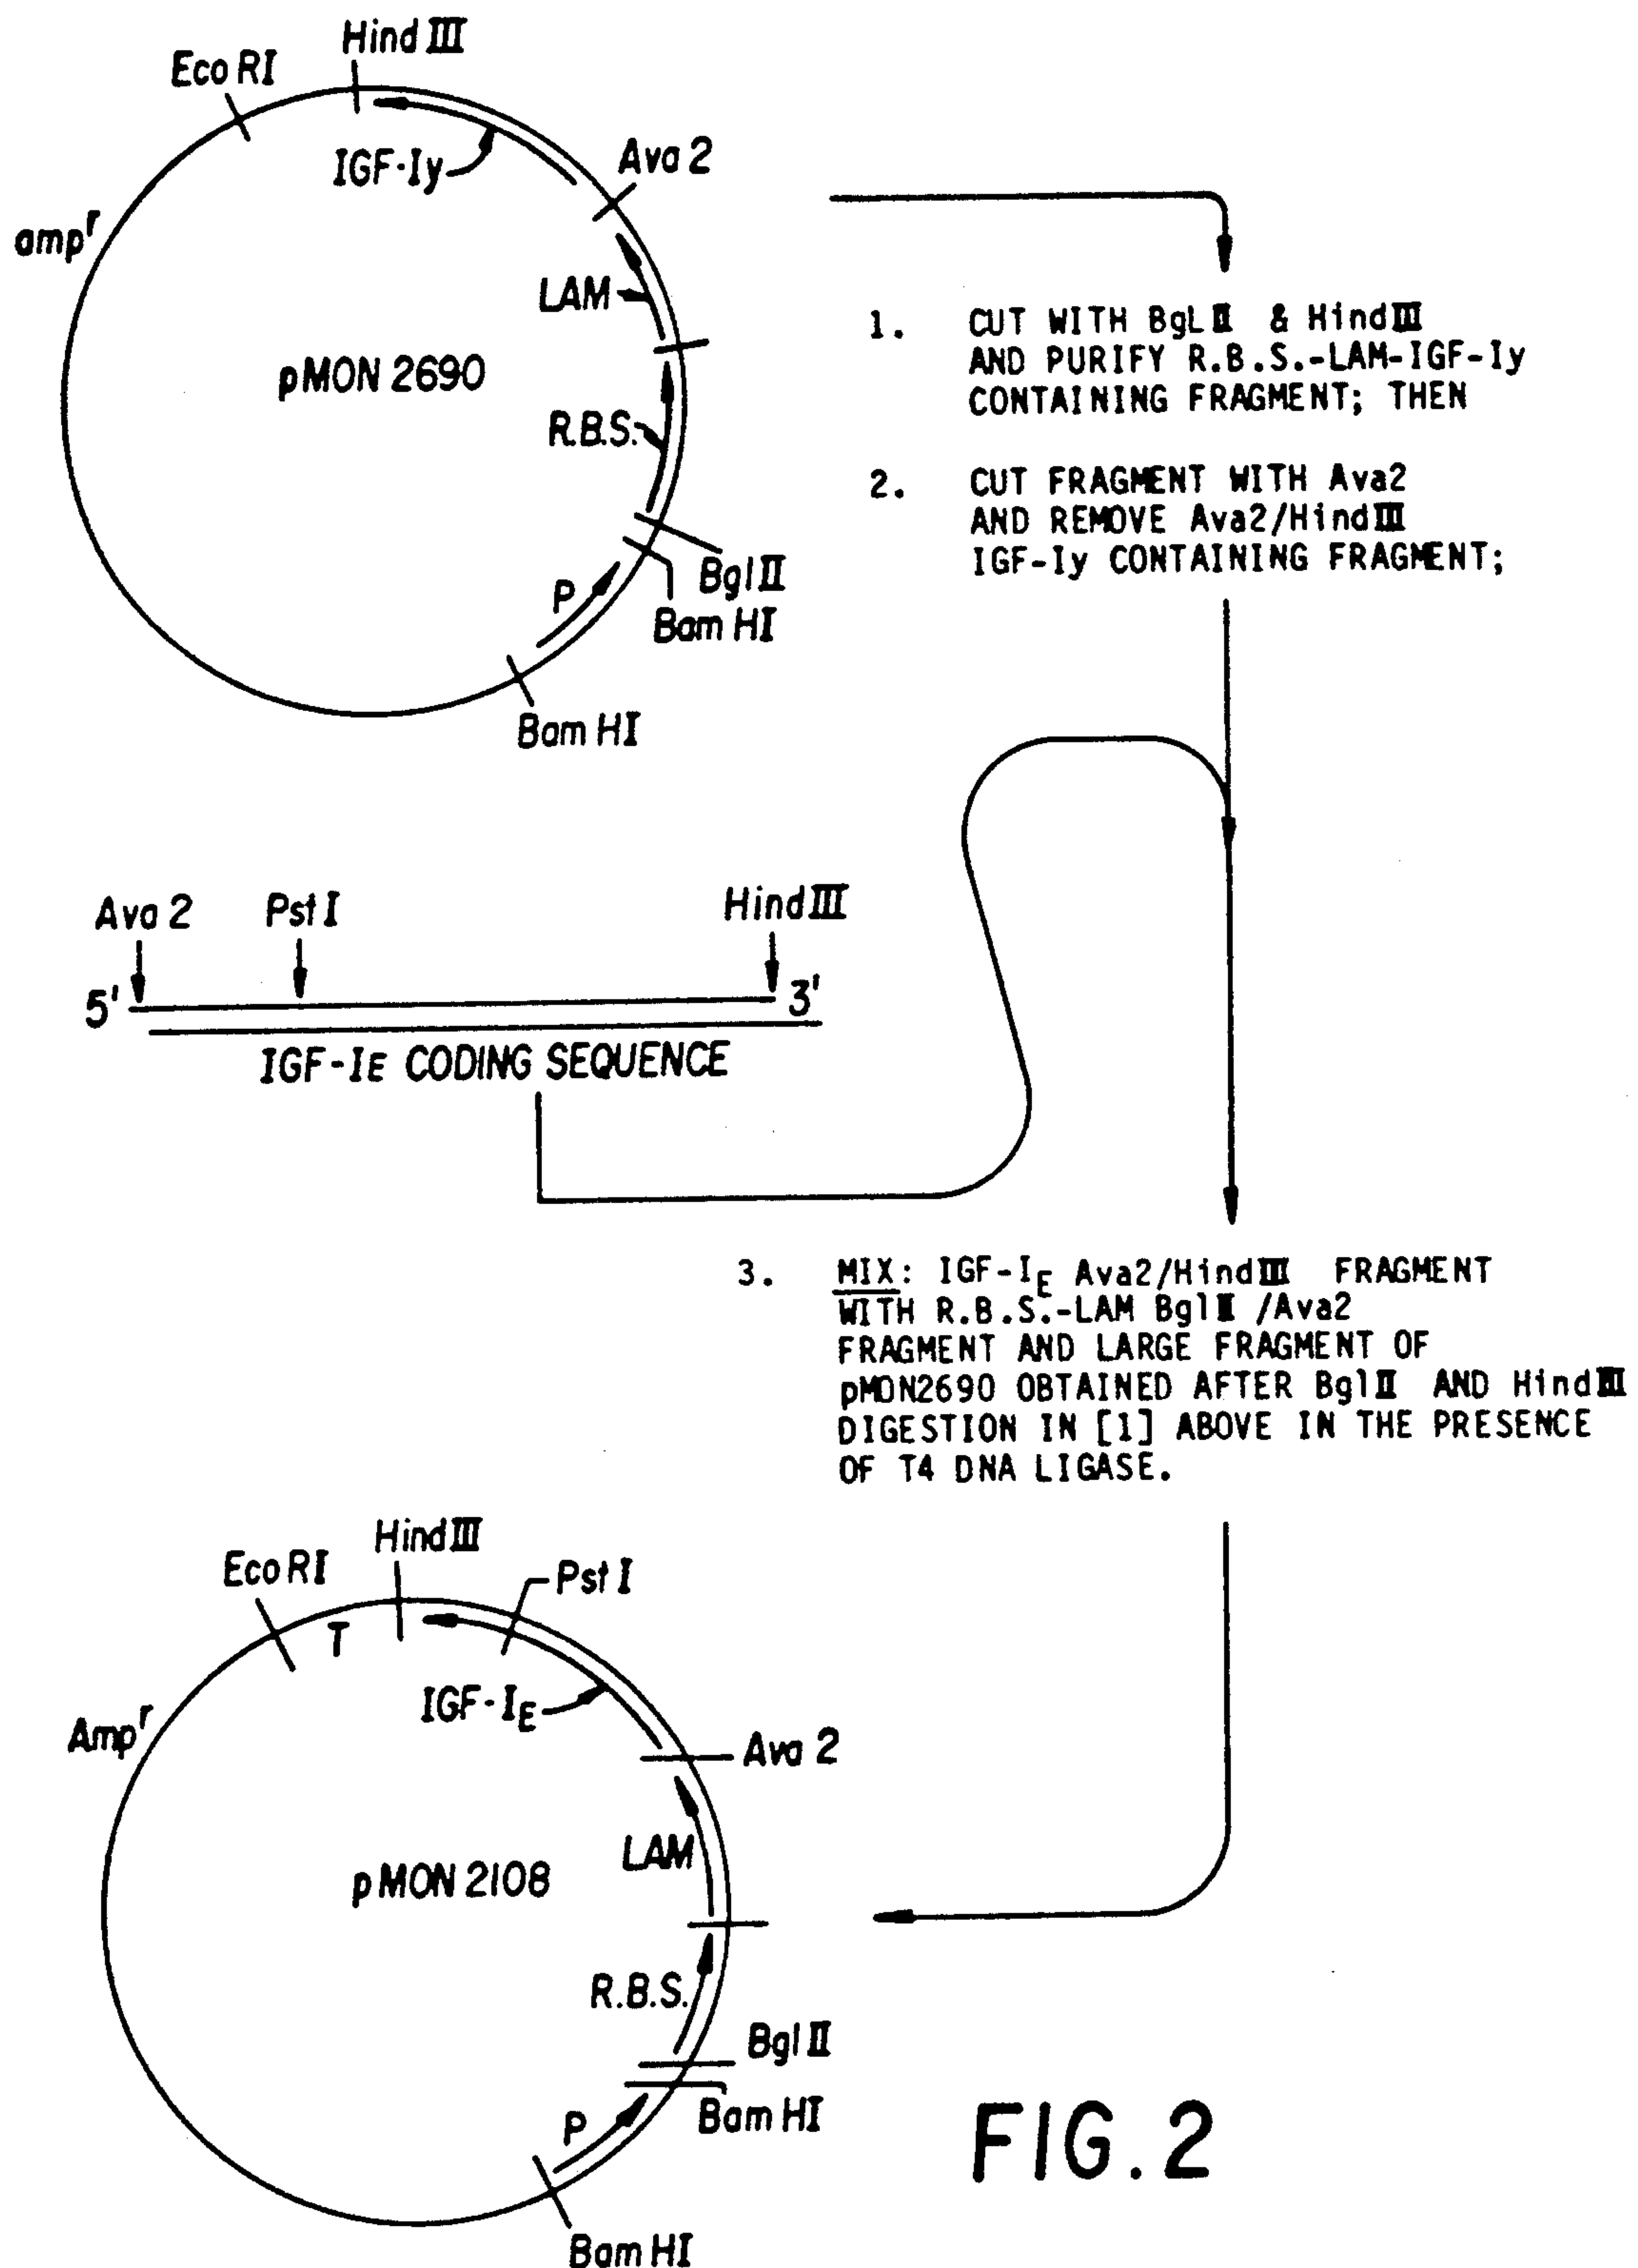 Hind III
Eco RI
IGF-Iy
Ava 2
amp^r
LAM
pMON 2690
R.B.S.
Bgl II
P
Bam HI
Bam HI
1. CUT WITH BgL II & Hind III
AND PURIFY R.B.S.-LAM-IGF-Iy
CONTAINING FRAGMENT; THEN
2. CUT FRAGMENT WITH Ava2
AND REMOVE Ava2/Hind III
IGF-Iy CONTAINING FRAGMENT;
Ava 2 Pst I Hind III
5' 3'
IGF-IE CODING SEQUENCE
3. MIX: IGF-IE Ava2/Hind III FRAGMENT
WITH R.B.S.-LAM Bgl II /Ava2
FRAGMENT AND LARGE FRAGMENT OF
pMON2690 OBTAINED AFTER Bgl II AND Hind III
DIGESTION IN [1] ABOVE IN THE PRESENCE
OF T4 DNA LIGASE.
Hind III
Eco RI
Pst I
T
IGF-IE
Amp^r
Ava 2
LAM
pMON 2108
R.B.S.
Bgl II
Bam HI
P
Bam HI
FIG. 2